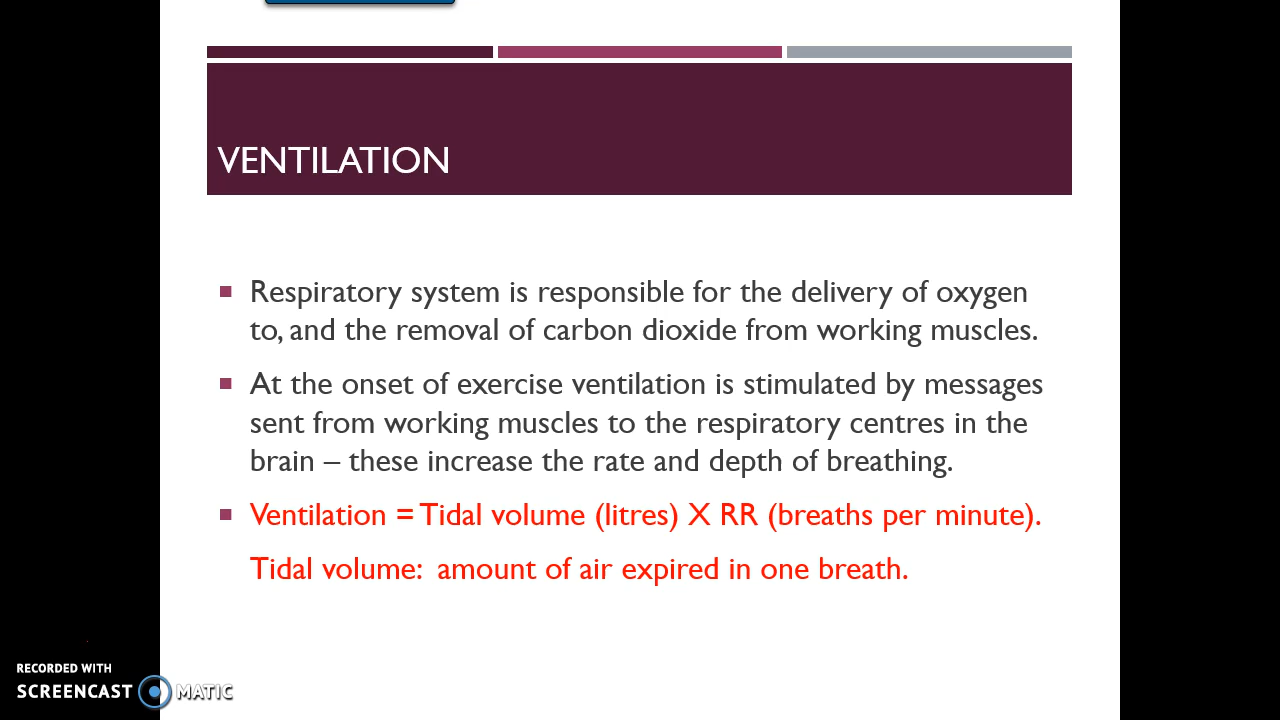 VENTILATION
Respiratory system is responsible for the delivery of oxygen
to, and the removal of carbon dioxide from working muscles.
At the onset of exercise ventilation is stimulated by messages
sent from working muscles to the respiratory centres in the
brain – these increase the rate and depth of breathing.
Ventilation = Tidal volume (litres) X RR (breaths per minute).
Tidal volume: amount of air expired in one breath.
RECORDED WITH
SCREENCAST MATIC